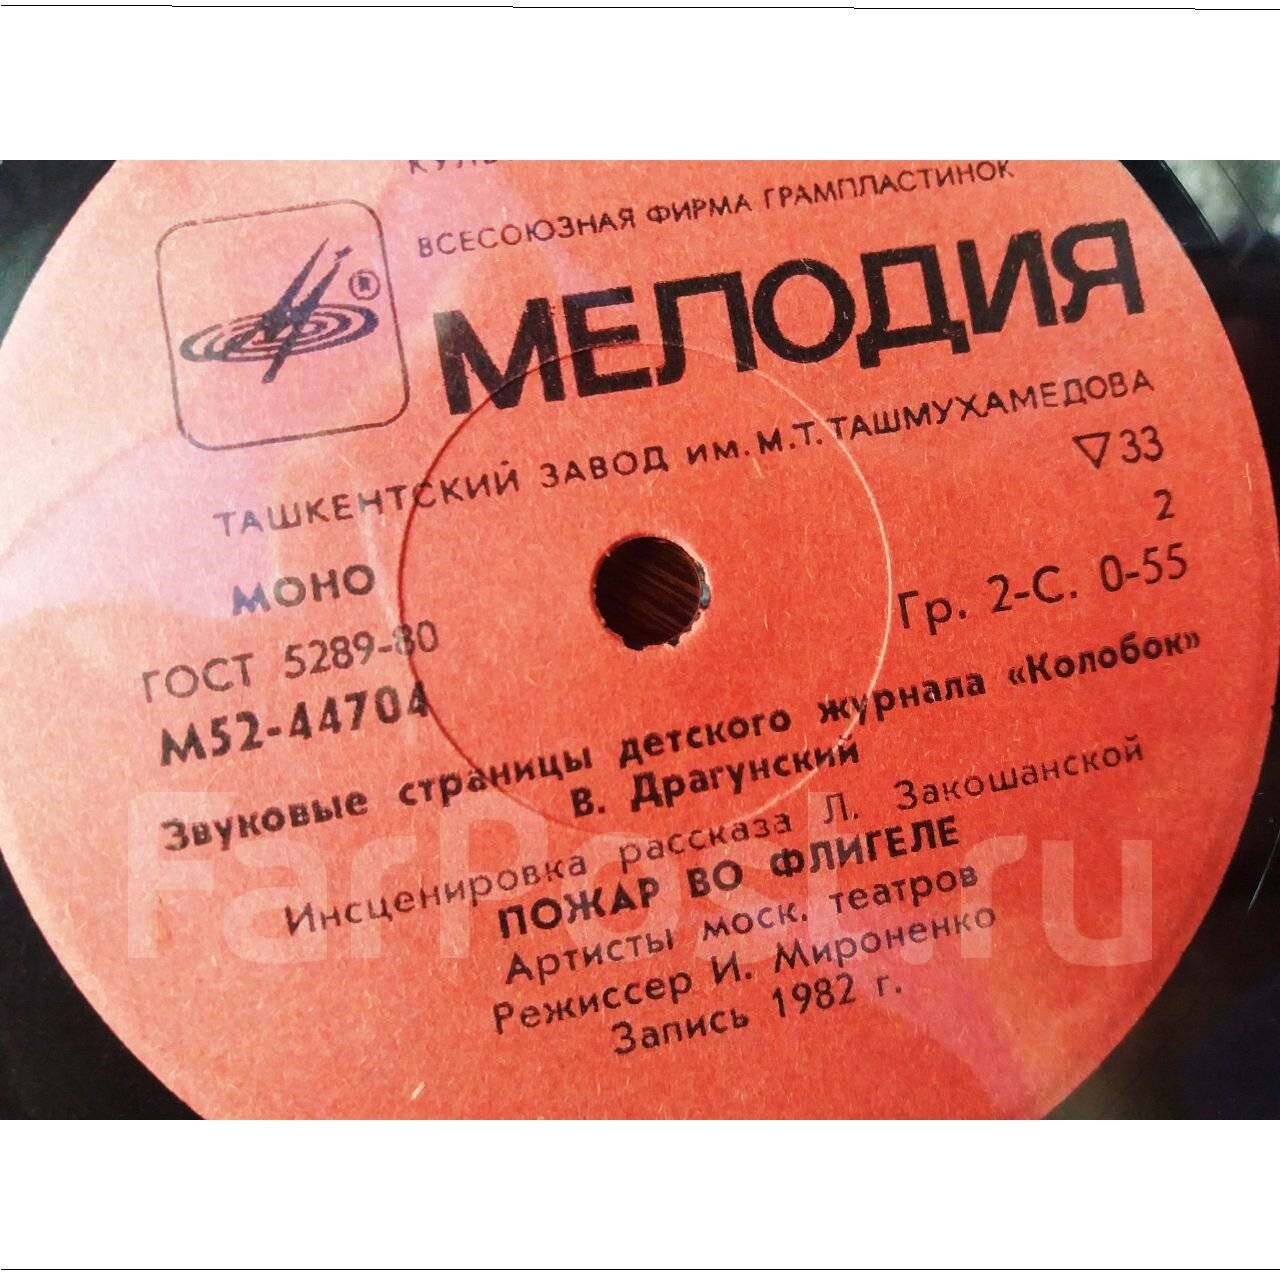 ВСЕСОЮЗНАЯ ФИРМА ГРАМПЛАСТИНОК
МЕЛОДИЯ
®
ТАШКЕНТСКИЙ ЗАВОД ИМ. М.Т. ТАШМУХАМЕДОВА
▽33
МОНО
2
ГОСТ 5289-80
Гр. 2-С. 0-55
М52-44704
Звуковые страницы детского журнала «Колобок»
В. Драгунский
Инсценировка рассказа Л. Закошанской
ПОЖАР ВО ФЛИГЕЛЕ
Артисты моск. театров
Режиссер И. Мироненко
Запись 1982 г.
FarPost.ru